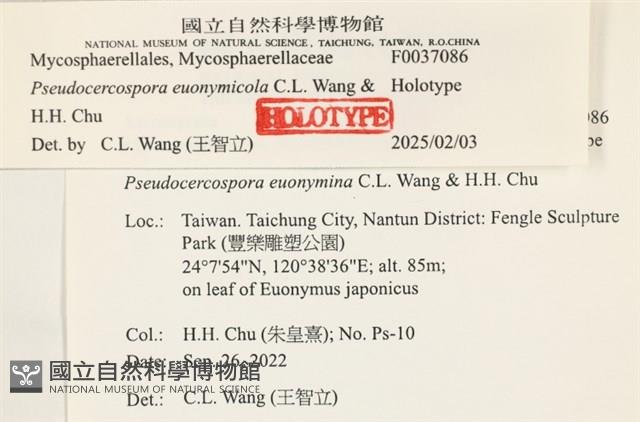 國立自然科學博物館
NATIONAL MUSEUM OF NATURAL SCIENCE, TAICHUNG, TAIWAN, R.O.CHINA
Mycosphaerellales, Mycosphaerellaceae F0037086
Pseudocercospora euonymicola C.L. Wang & Holotype
H.H. Chu HOLOTYPE
Det. by C.L. Wang (王智立) 2025/02/03
Pseudocercospora euonymina C.L. Wang & H.H. Chu
Loc.: Taiwan. Taichung City, Nantun District: Fengle Sculpture
Park (豐樂雕塑公園)
24°7'54"N, 120°38'36"E; alt. 85m;
on leaf of Euonymus japonicus
Col.: H.H. Chu (朱皇熹); No. Ps-10
Date: Sep. 26, 2022
Det.: C.L. Wang (王智立)
國立自然科學博物館
NATIONAL MUSEUM OF NATURAL SCIENCE